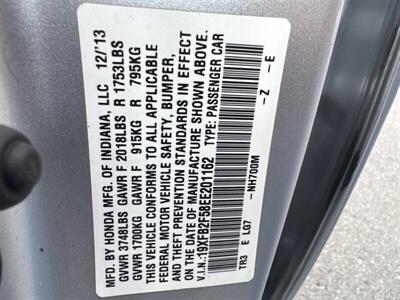 MFD. BY HONDA MFG. OF INDIANA, LLC 12/'13
GVWR 3748LBS GAWR F 2018LBS R 1753LBS
GVWR 1700KG GAWR F 915KG R 795KG
THIS VEHICLE CONFORMS TO ALL APPLICABLE
FEDERAL MOTOR VEHICLE SAFETY, BUMPER,
AND THEFT PREVENTION STANDARDS IN EFFECT
ON THE DATE OF MANUFACTURE SHOWN ABOVE.
V.I.N.:19XFB2F58EE201162 TYPE: PASSENGER CAR
TR3 E LG7 – NH700M – Z – E